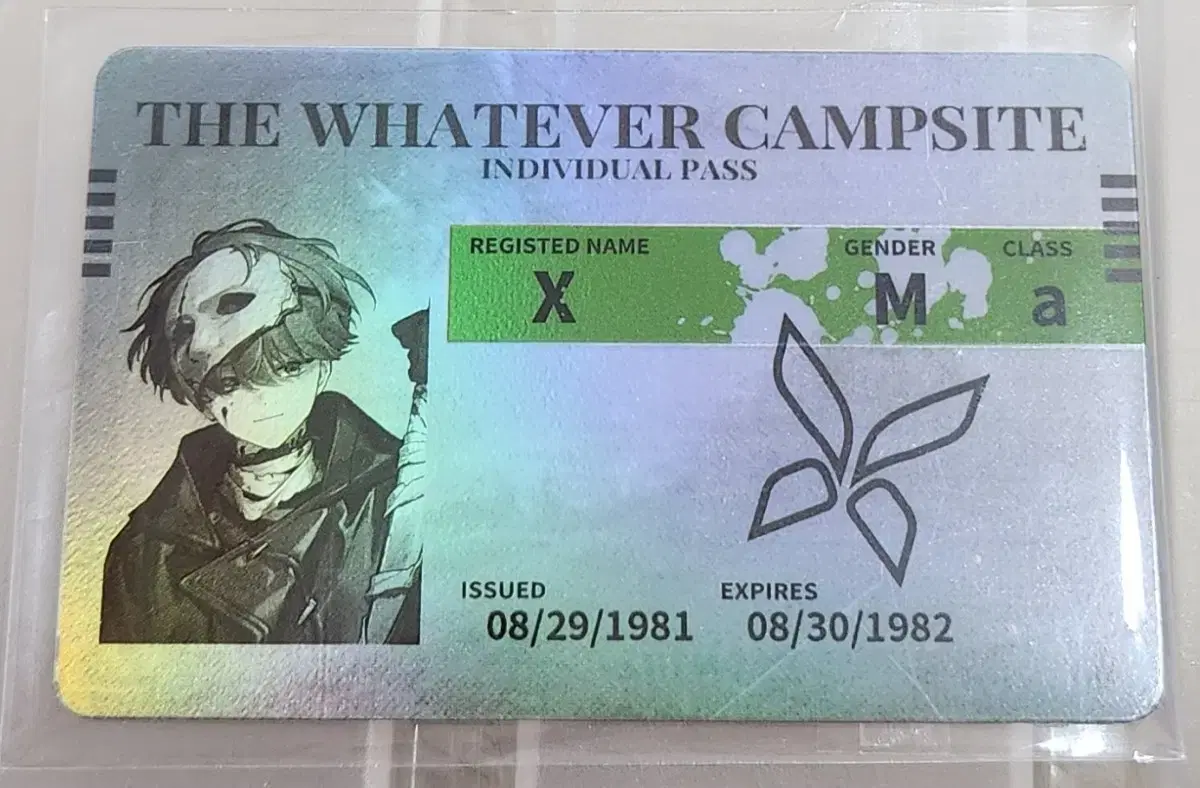 THE WHATEVER CAMPSITE
INDIVIDUAL PASS
REGISTED NAME GENDER CLASS
X M a
ISSUED EXPIRES
08/29/1981 08/30/1982